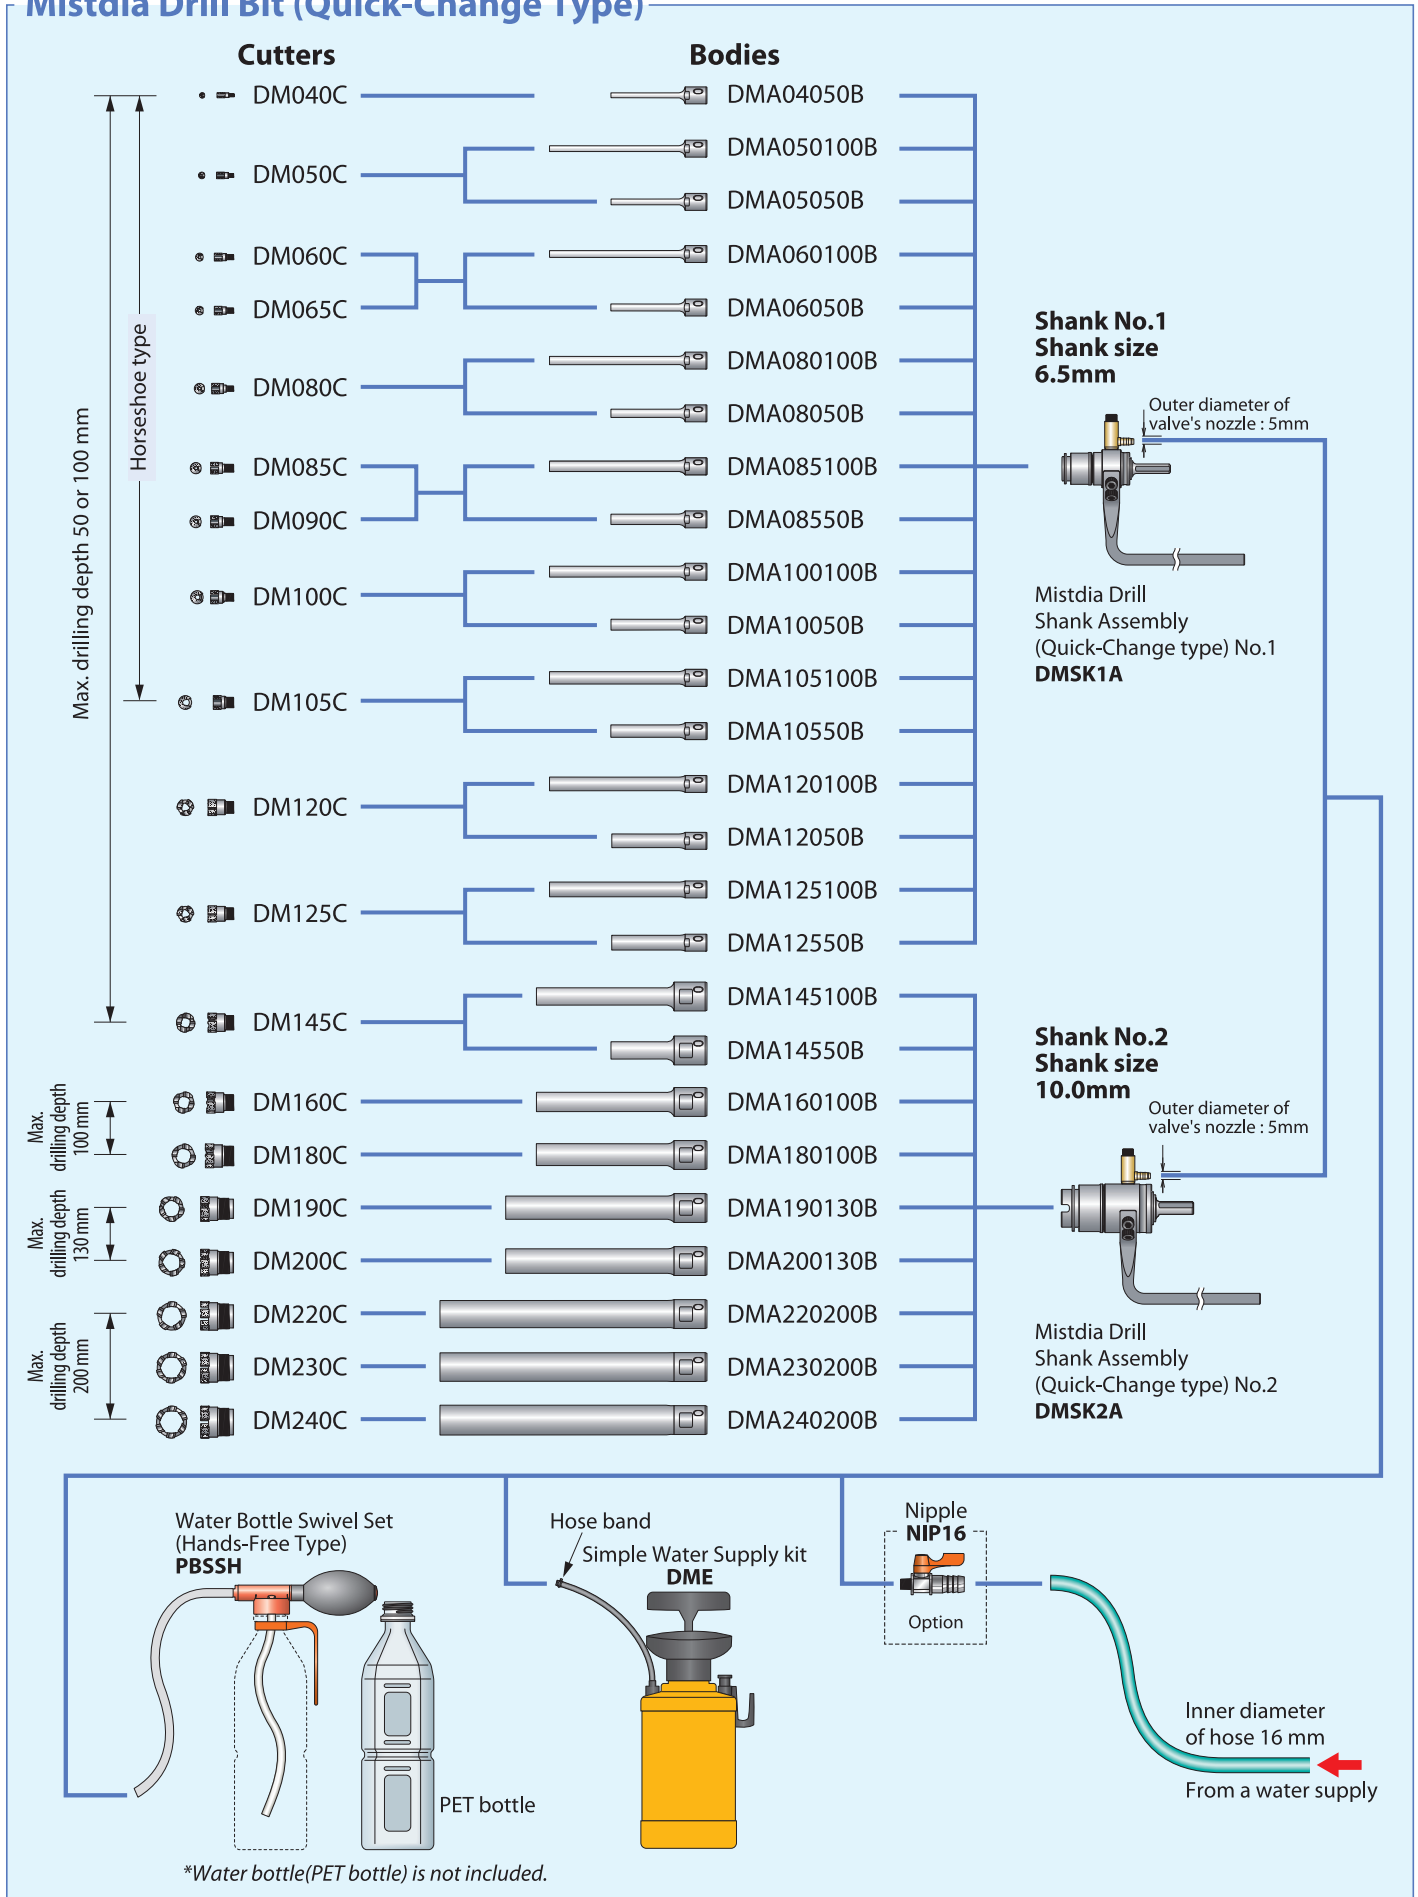 Mistdia Drill Bit (Quick-Change Type)
Cutters
Bodies
DM040C
DMA04050B
DM050C
DMA050100B
DMA05050B
DM060C
DMA060100B
DM065C
DMA06050B
DM080C
DMA080100B
DMA08050B
DM085C
DMA085100B
DM090C
DMA08550B
DM100C
DMA100100B
DMA10050B
DM105C
DMA105100B
DMA10550B
DM120C
DMA120100B
DMA12050B
DM125C
DMA125100B
DMA12550B
DM145C
DMA145100B
DMA14550B
DM160C
DMA160100B
DM180C
DMA180100B
DM190C
DMA190130B
DM200C
DMA200130B
DM220C
DMA220200B
DM230C
DMA230200B
DM240C
DMA240200B
Max. drilling depth 50 or 100 mm
Horseshoe type
Max.
drilling depth
100 mm
Max.
drilling depth
130 mm
Max.
drilling depth
200 mm
Shank No.1
Shank size
6.5mm
Outer diameter of
valve's nozzle : 5mm
Mistdia Drill
Shank Assembly
(Quick-Change type) No.1
DMSK1A
Shank No.2
Shank size
10.0mm
Outer diameter of
valve's nozzle : 5mm
Mistdia Drill
Shank Assembly
(Quick-Change type) No.2
DMSK2A
Water Bottle Swivel Set
(Hands-Free Type)
PBSSH
PET bottle
*Water bottle(PET bottle) is not included.
Hose band
Simple Water Supply kit
DME
Nipple
NIP16
Option
Inner diameter
of hose 16 mm
From a water supply